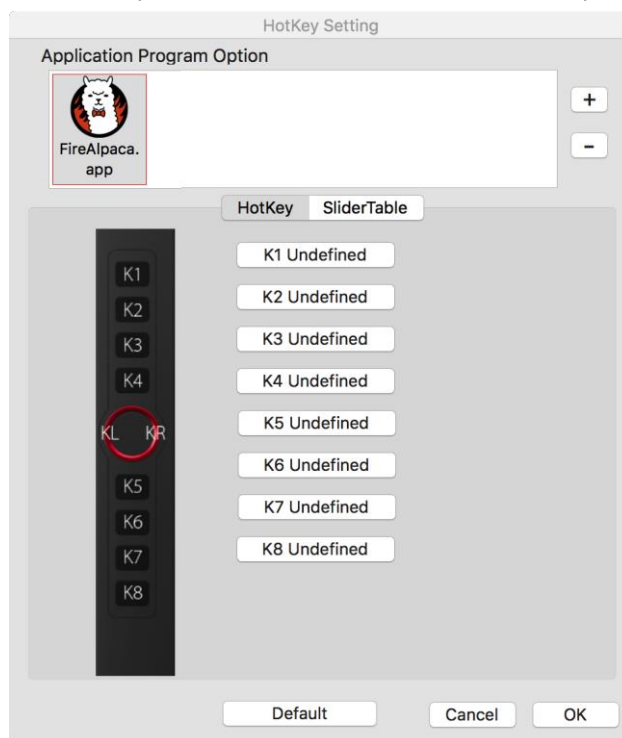 HotKey Setting
Application Program Option
FireAlpaca.
app
+
-
HotKey SliderTable
K1
K2
K3
K4
KL KR
K5
K6
K7
K8
K1 Undefined
K2 Undefined
K3 Undefined
K4 Undefined
K5 Undefined
K6 Undefined
K7 Undefined
K8 Undefined
Default Cancel OK